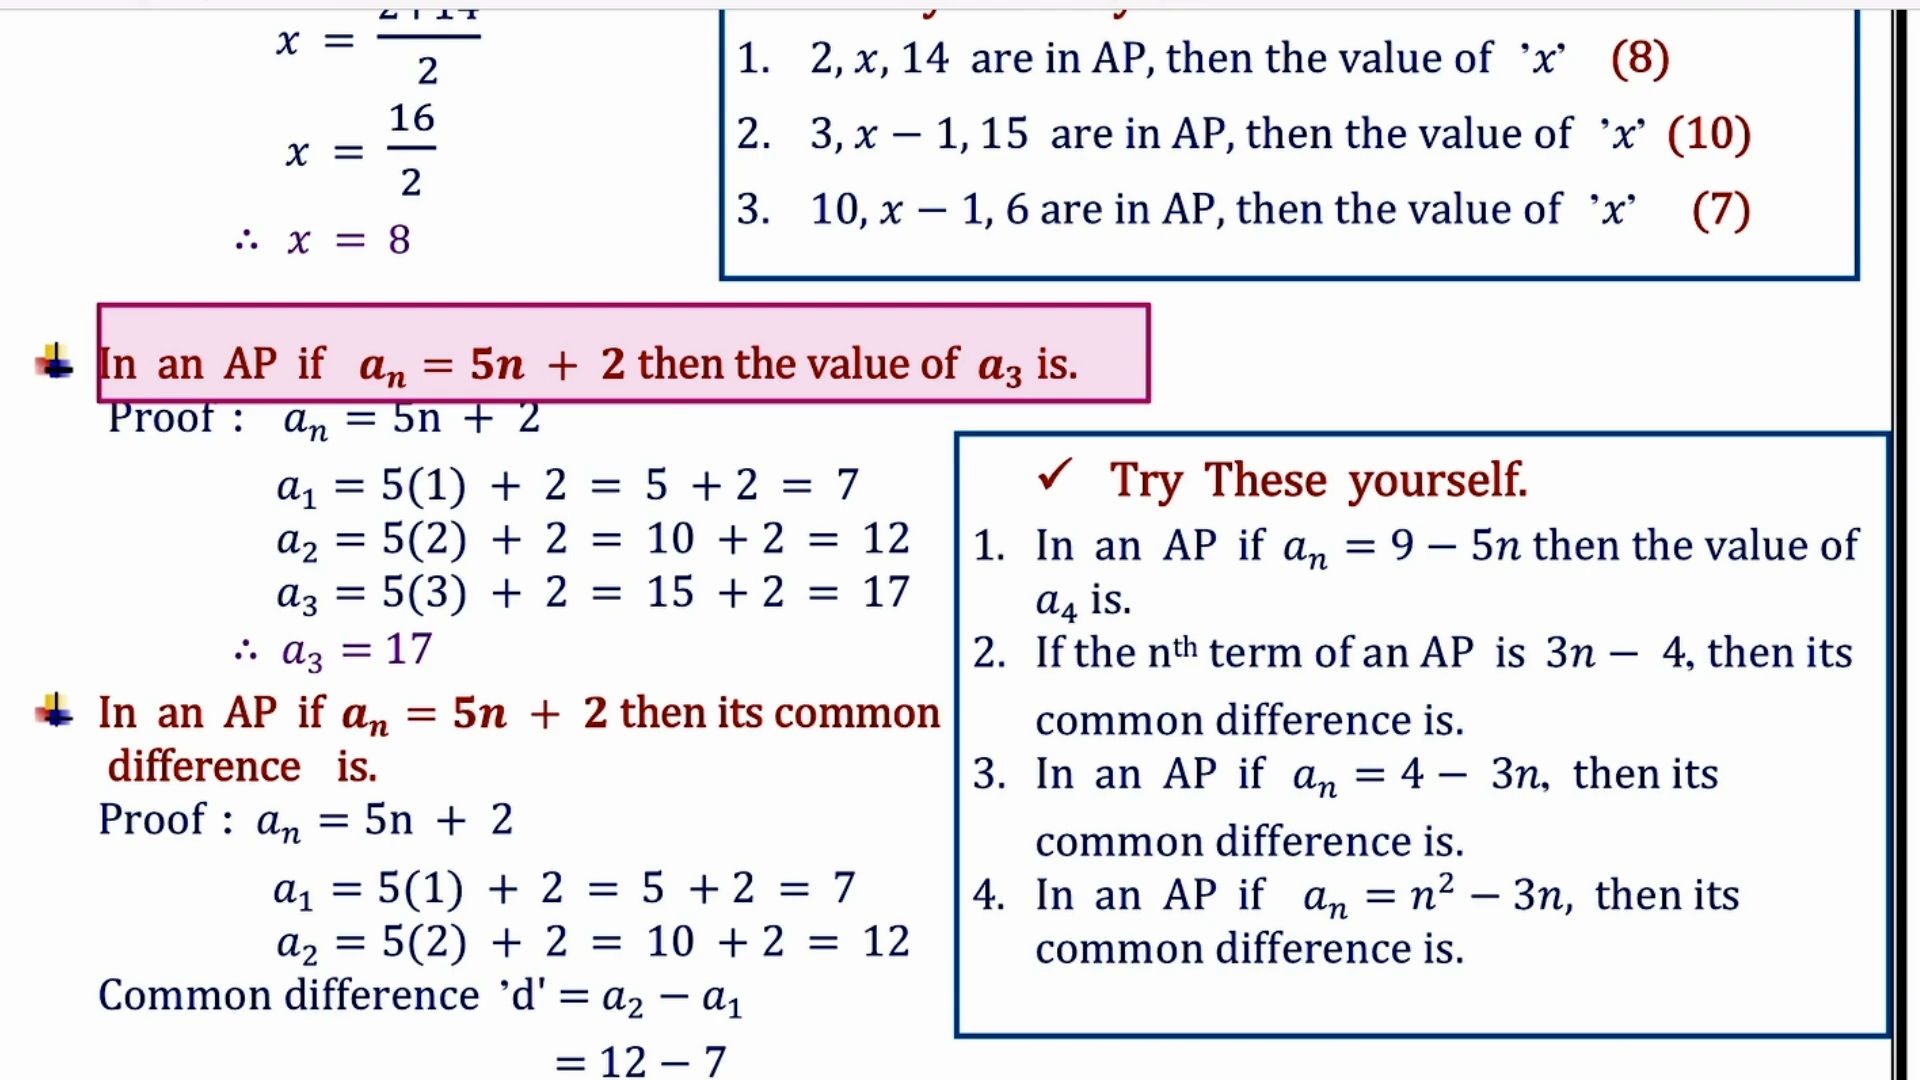 x = 2+14 / 2
x = 16 / 2
∴ x = 8
1. 2, x, 14 are in AP, then the value of ’x’ (8)
2. 3, x − 1, 15 are in AP, then the value of ’x’ (10)
3. 10, x − 1, 6 are in AP, then the value of ’x’ (7)
In an AP if aₙ = 5n + 2 then the value of a₃ is.
Proof : aₙ = 5n + 2
a₁ = 5(1) + 2 = 5 + 2 = 7
a₂ = 5(2) + 2 = 10 + 2 = 12
a₃ = 5(3) + 2 = 15 + 2 = 17
∴ a₃ = 17
In an AP if aₙ = 5n + 2 then its common
difference is.
Proof : aₙ = 5n + 2
a₁ = 5(1) + 2 = 5 + 2 = 7
a₂ = 5(2) + 2 = 10 + 2 = 12
Common difference ’d' = a₂ − a₁
= 12 − 7
✓ Try These yourself.
1. In an AP if aₙ = 9 − 5n then the value of
a₄ is.
2. If the nᵗʰ term of an AP is 3n − 4, then its
common difference is.
3. In an AP if aₙ = 4 − 3n, then its
common difference is.
4. In an AP if aₙ = n² − 3n, then its
common difference is.